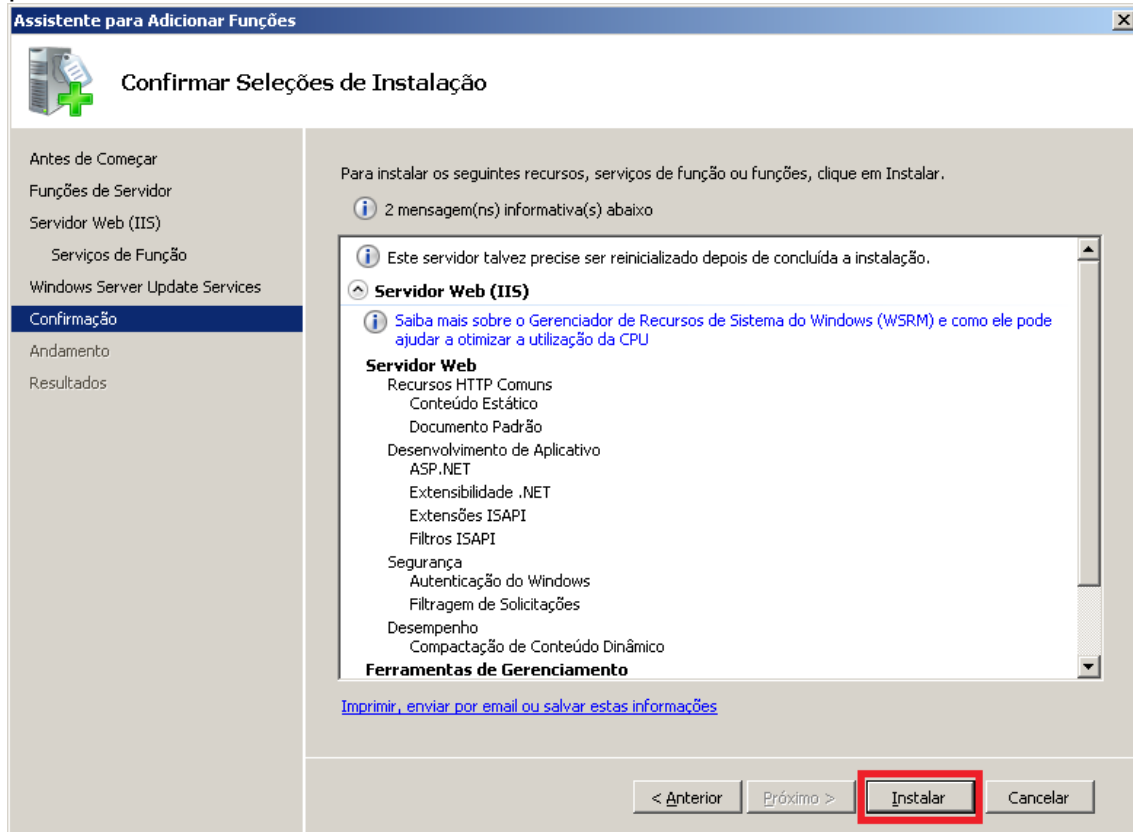 Assistente para Adicionar Funções
Confirmar Seleções de Instalação
Antes de Começar
Funções de Servidor
Servidor Web (IIS)
Serviços de Função
Windows Server Update Services
Confirmação
Andamento
Resultados
Para instalar os seguintes recursos, serviços de função ou funções, clique em Instalar.
2 mensagem(ns) informativa(s) abaixo
Este servidor talvez precise ser reinicializado depois de concluída a instalação.
Servidor Web (IIS)
Saiba mais sobre o Gerenciador de Recursos de Sistema do Windows (WSRM) e como ele pode
ajudar a otimizar a utilização da CPU
Servidor Web
Recursos HTTP Comuns
Conteúdo Estático
Documento Padrão
Desenvolvimento de Aplicativo
ASP.NET
Extensibilidade .NET
Extensões ISAPI
Filtros ISAPI
Segurança
Autenticação do Windows
Filtragem de Solicitações
Desempenho
Compactação de Conteúdo Dinâmico
Ferramentas de Gerenciamento
Imprimir, enviar por email ou salvar estas informações
< Anterior Próximo > Instalar Cancelar